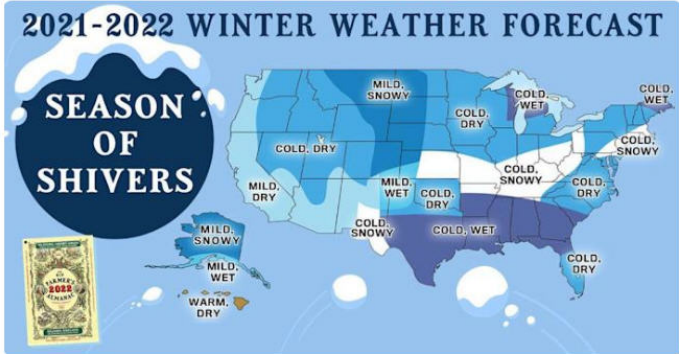 2021-2022 WINTER WEATHER FORECAST
SEASON
OF
SHIVERS
MILD,
SNOWY
COLD,
WET
COLD,
WET
COLD,
DRY
COLD, DRY
COLD,
SNOWY
COLD,
SNOWY
MILD,
DRY
MILD,
WET
COLD,
DRY
COLD,
DRY
COLD,
SNOWY
COLD, WET
MILD,
SNOWY
COLD,
DRY
MILD,
WET
WARM,
DRY
FARMER'S
2022
ALMANAC